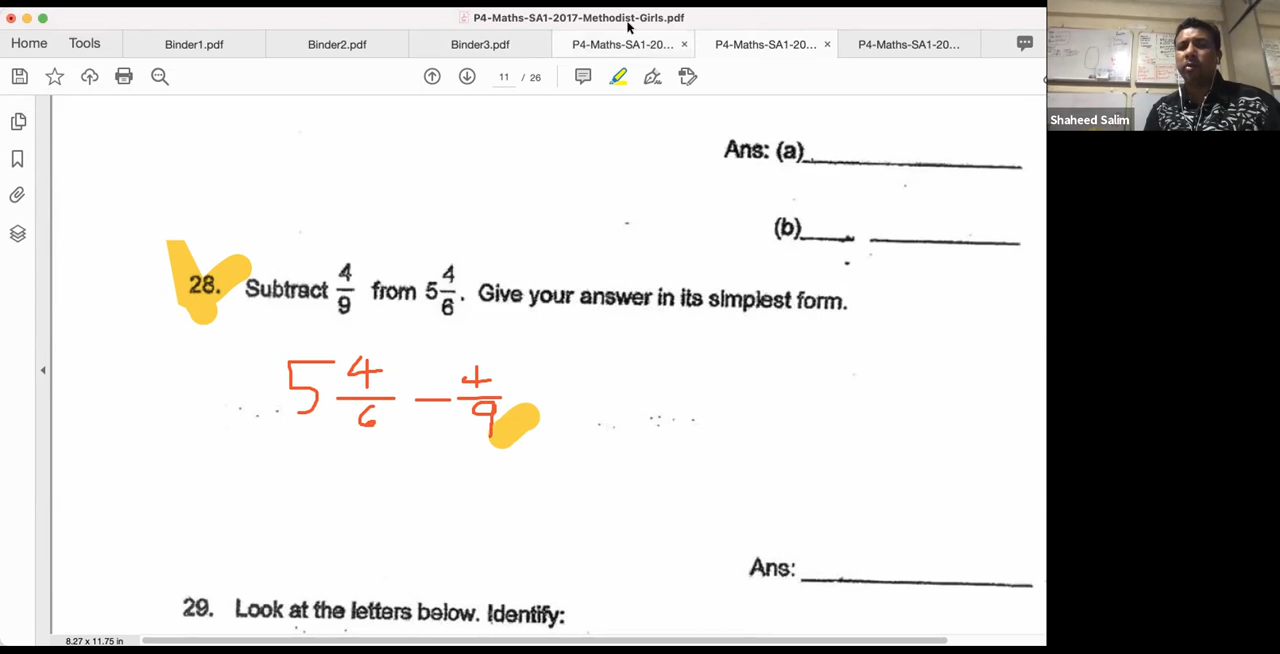 P4-Maths-SA1-2017-Methodist-Girls.pdf
Home Tools Binder1.pdf Binder2.pdf Binder3.pdf P4-Maths-SA1-20... × P4-Maths-SA1-20... × P4-Maths-SA1-20...
11 / 26
Shaheed Salim
Ans: (a)
(b)
28. Subtract 4/9 from 5 4/6. Give your answer in its simplest form.
5 4/6 - 4/9
Ans:
29. Look at the letters below. Identify:
8.27 x 11.75 in